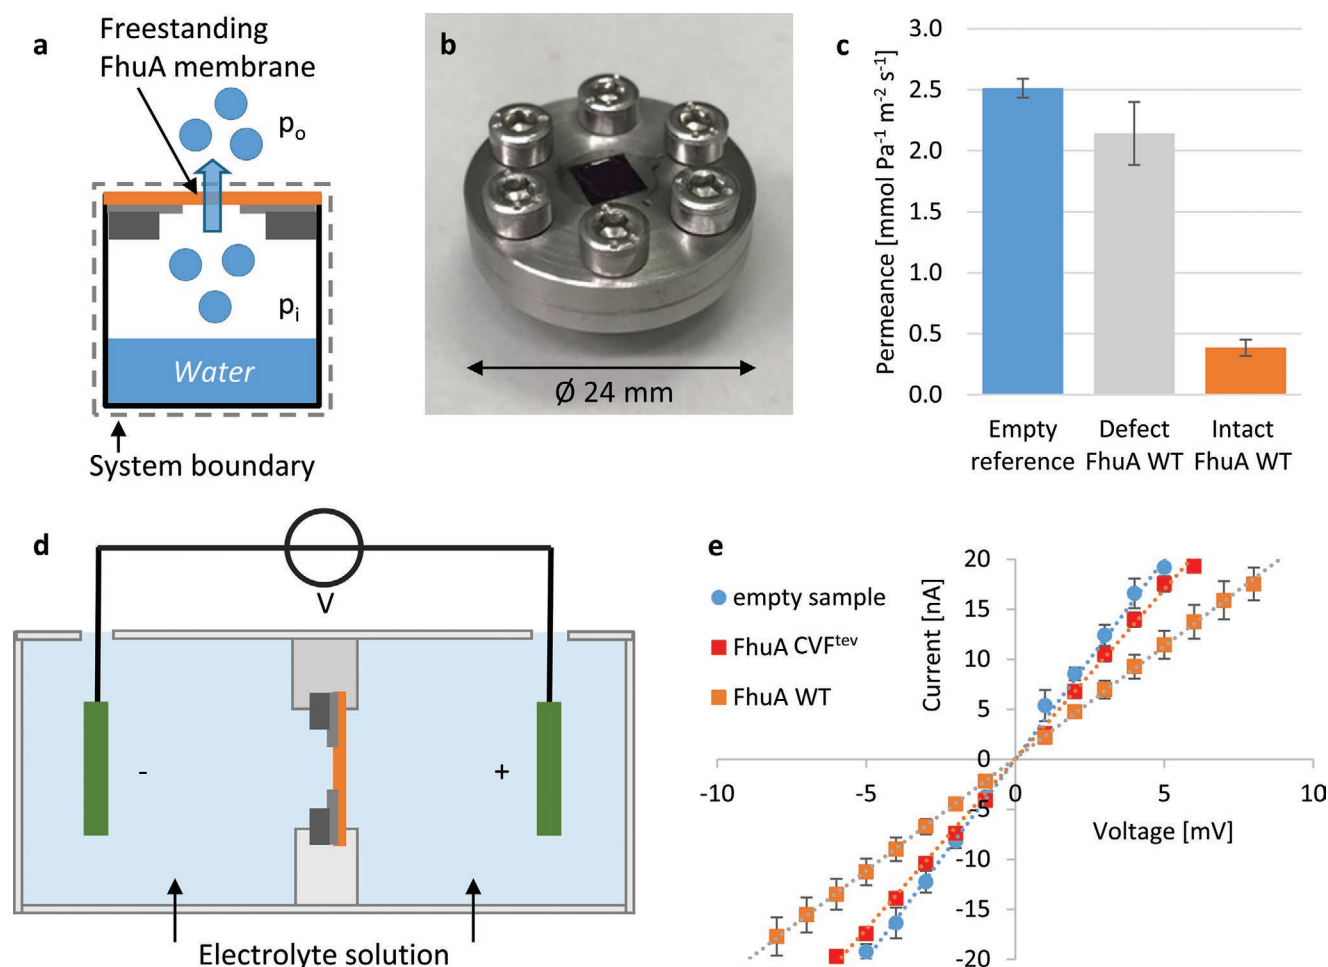 a
Freestanding
FhuA membrane
pₒ
pᵢ
Water
System boundary
b
Ø 24 mm
c
Permeance [mmol Pa⁻¹ m⁻² s⁻¹]
3.0
2.5
2.0
1.5
1.0
0.5
0.0
Empty
reference
Defect
FhuA WT
Intact
FhuA WT
d
V
-
+
Electrolyte solution
e
empty sample
FhuA CVFᵗᵉᵛ
FhuA WT
Current [nA]
20
15
10
5
0
-5
-10
-15
-20
-10
-5
0
5
10
Voltage [mV]